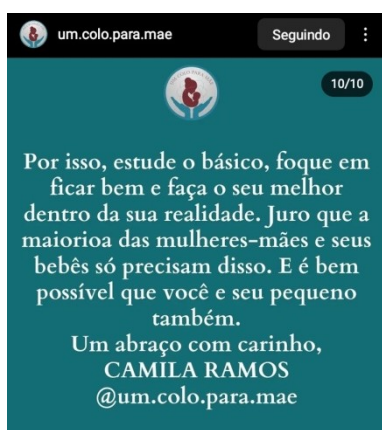 um.colo.para.mae
Seguindo
10/10
Por isso, estude o básico, foque em
ficar bem e faça o seu melhor
dentro da sua realidade. Juro que a
maiorioa das mulheres-mães e seus
bebês só precisam disso. E é bem
possível que você e seu pequeno
também.
Um abraço com carinho,
CAMILA RAMOS
@um.colo.para.mae